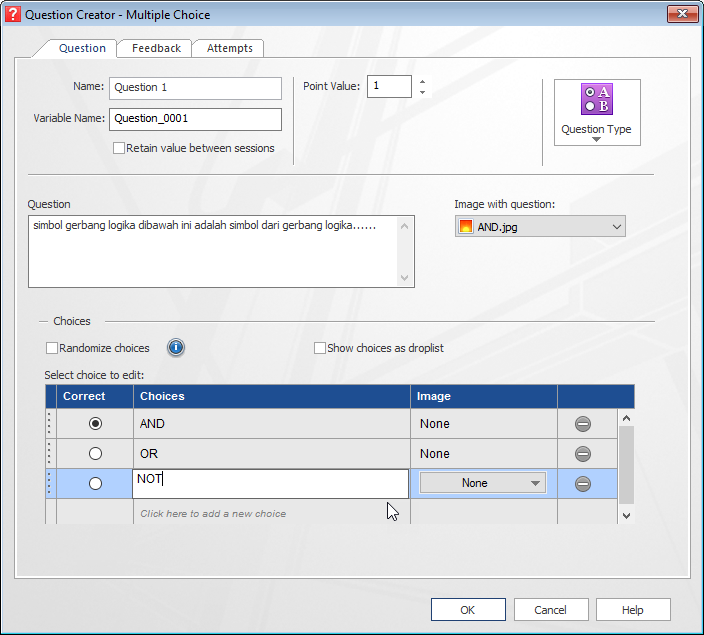 Question Creator - Multiple Choice
Question
Feedback
Attempts
Name:
Question 1
Point Value:
1
A
B
Question Type
Variable Name:
Question_0001
Retain value between sessions
Question
Image with question:
simbol gerbang logika dibawah ini adalah simbol dari gerbang logika......
AND.jpg
Choices
Randomize choices
Show choices as droplist
Select choice to edit:
Correct
Choices
Image
AND
None
OR
None
NOT
None
Click here to add a new choice
OK
Cancel
Help